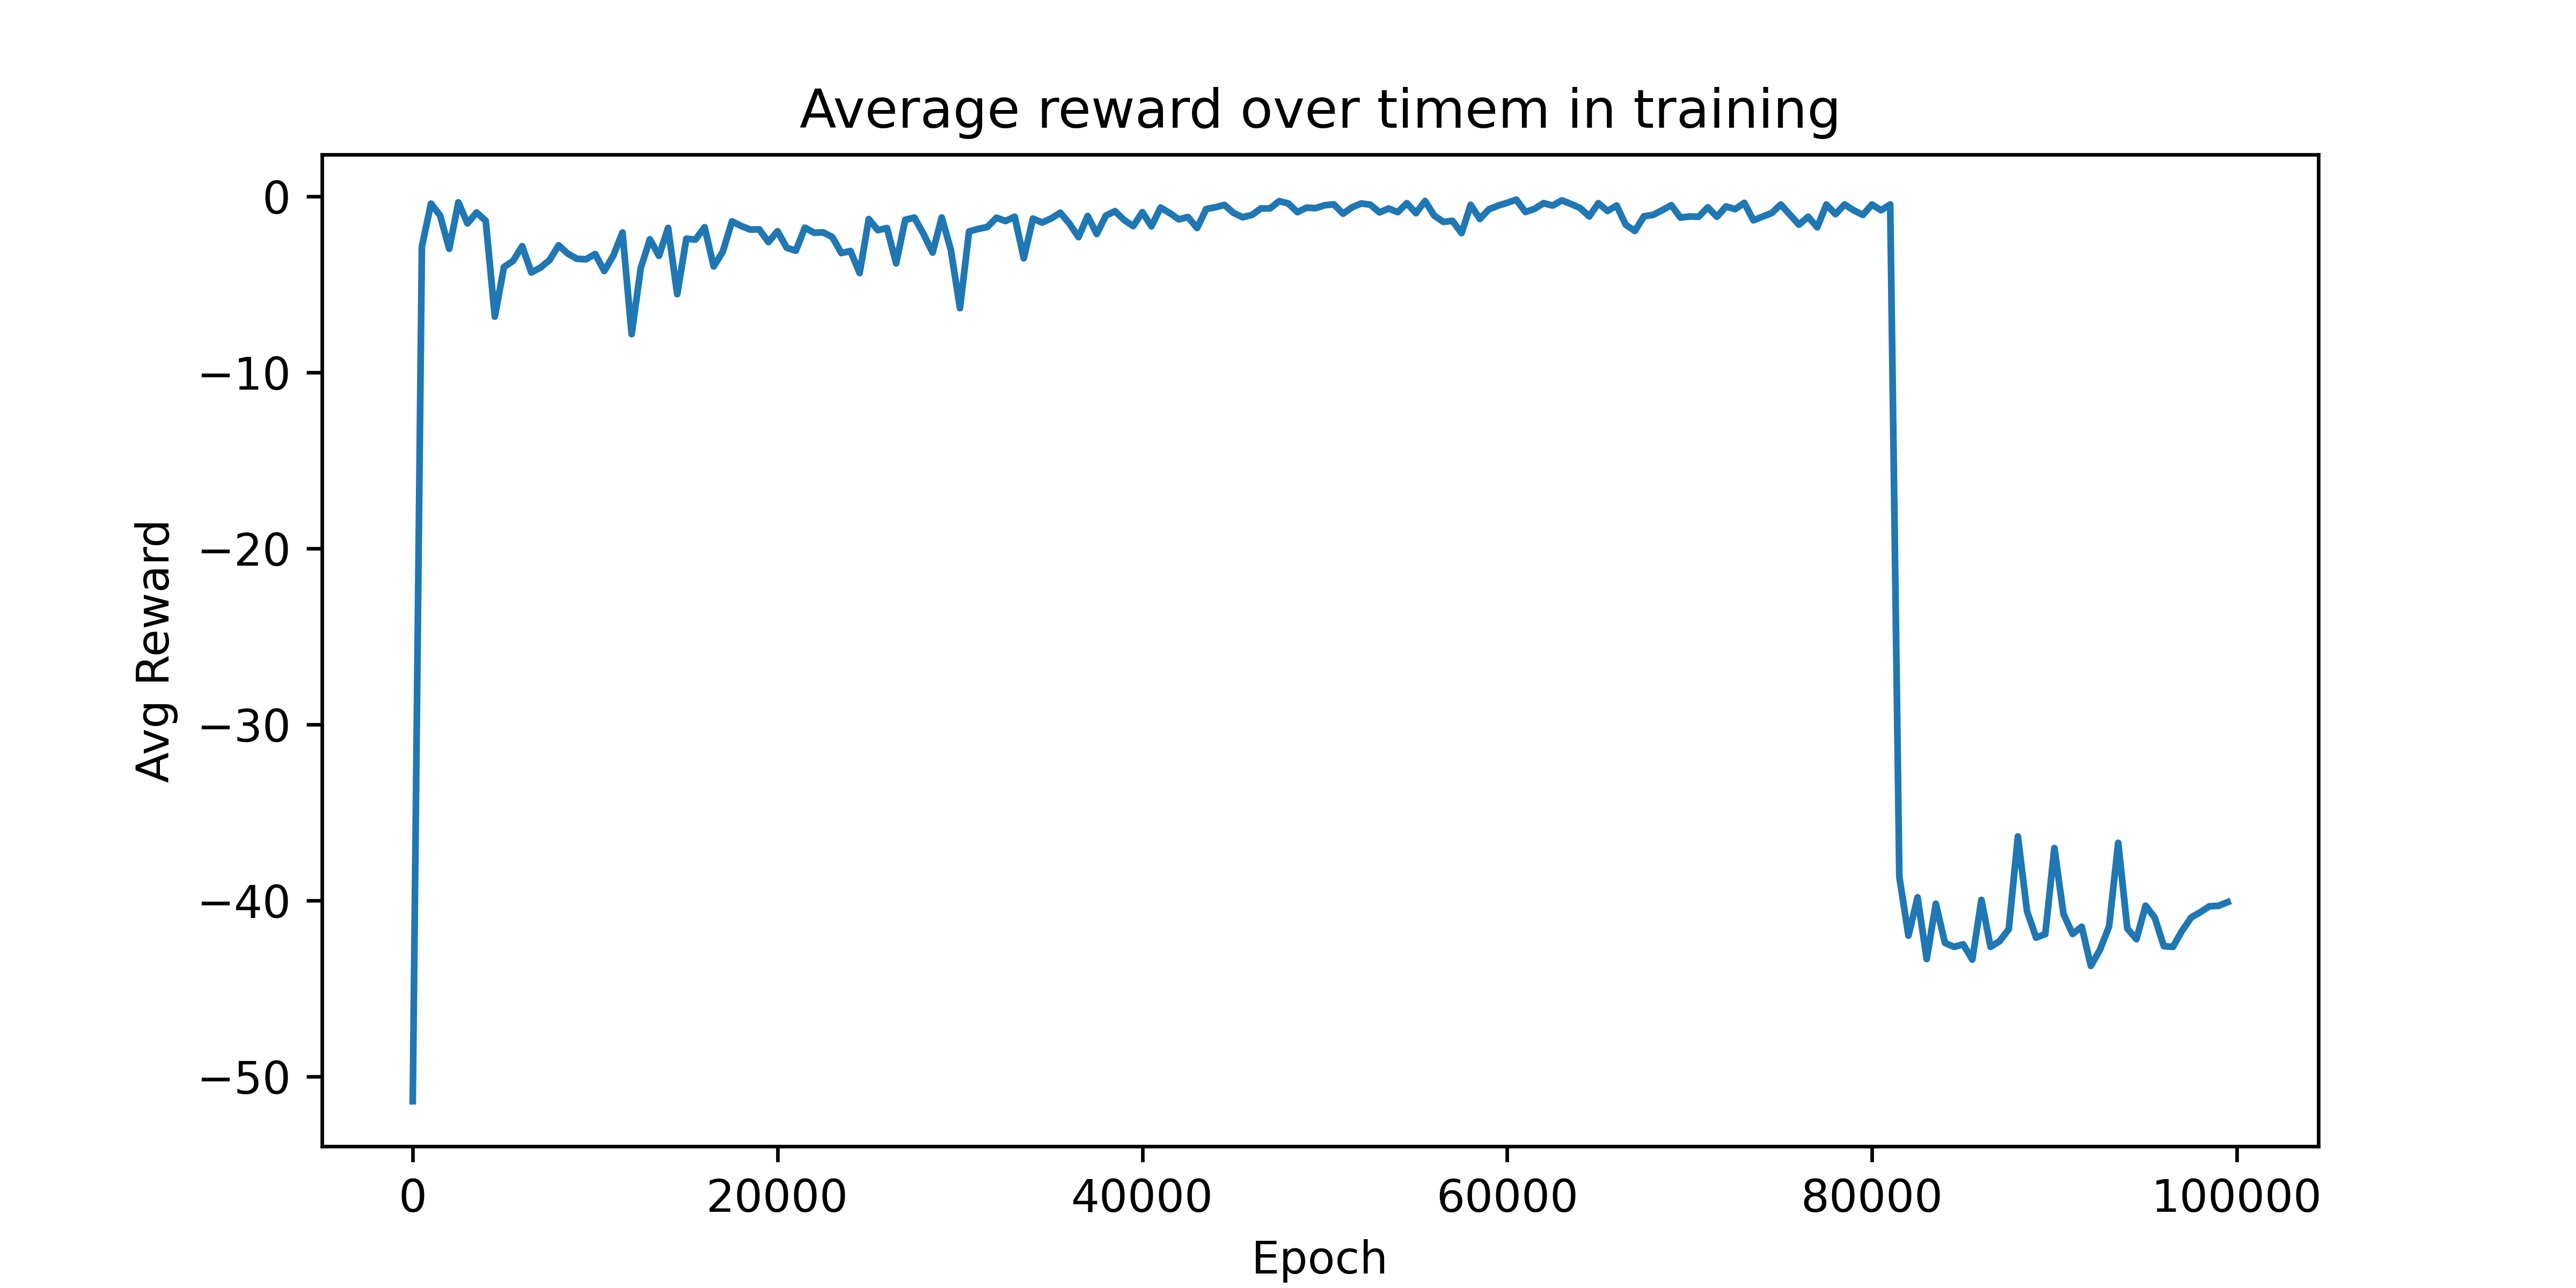 Average reward over timem in training
0
−10
−20
−30
−40
−50
Avg Reward
0 20000 40000 60000 80000 100000
Epoch